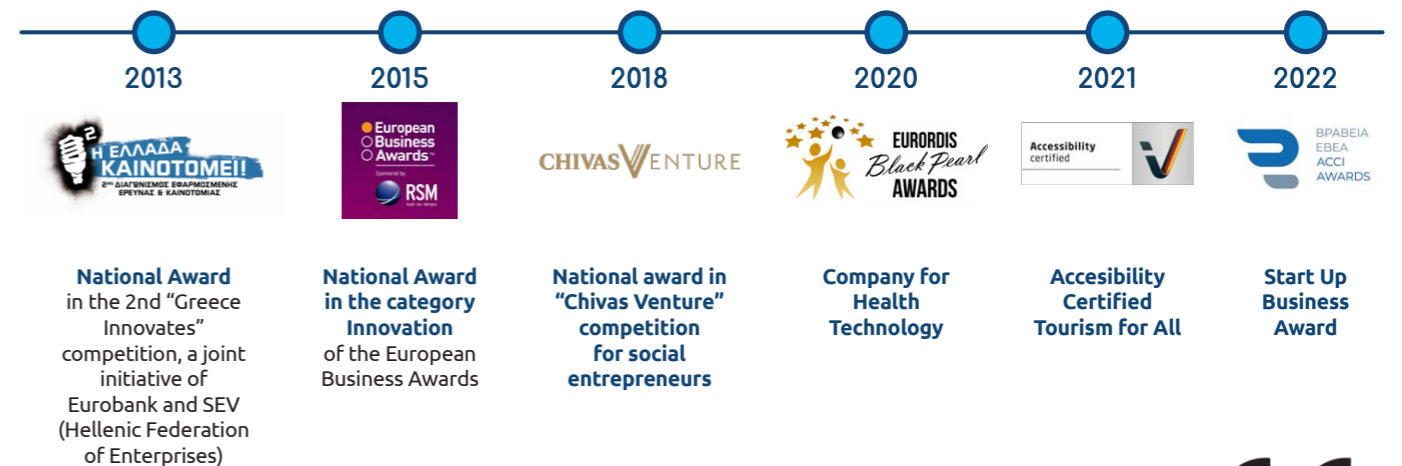 2013
2015
2018
2020
2021
2022
2
Η ΕΛΛΑΔΑ
ΚΑΙΝΟΤΟΜΕΙ!
2ος ΔΙΑΓΩΝΙΣΜΟΣ ΕΦΑΡΜΟΣΜΕΝΗΣ
ΕΡΕΥΝΑΣ & ΚΑΙΝΟΤΟΜΙΑΣ
European
Business
Awards™
Sponsored by
RSM
CHIVAS VENTURE
EURORDIS
Black Pearl
AWARDS
Accessibility
certified
ΒΡΑΒΕΙΑ
ΕΒΕΑ
ACCI
AWARDS
National Award
in the 2nd “Greece
Innovates”
competition, a joint
initiative of
Eurobank and SEV
(Hellenic Federation
of Enterprises)
National Award
in the category
Innovation
of the European
Business Awards
National award in
“Chivas Venture”
competition
for social
entrepreneurs
Company for
Health
Technology
Accesibility
Certified
Tourism for All
Start Up
Business
Award